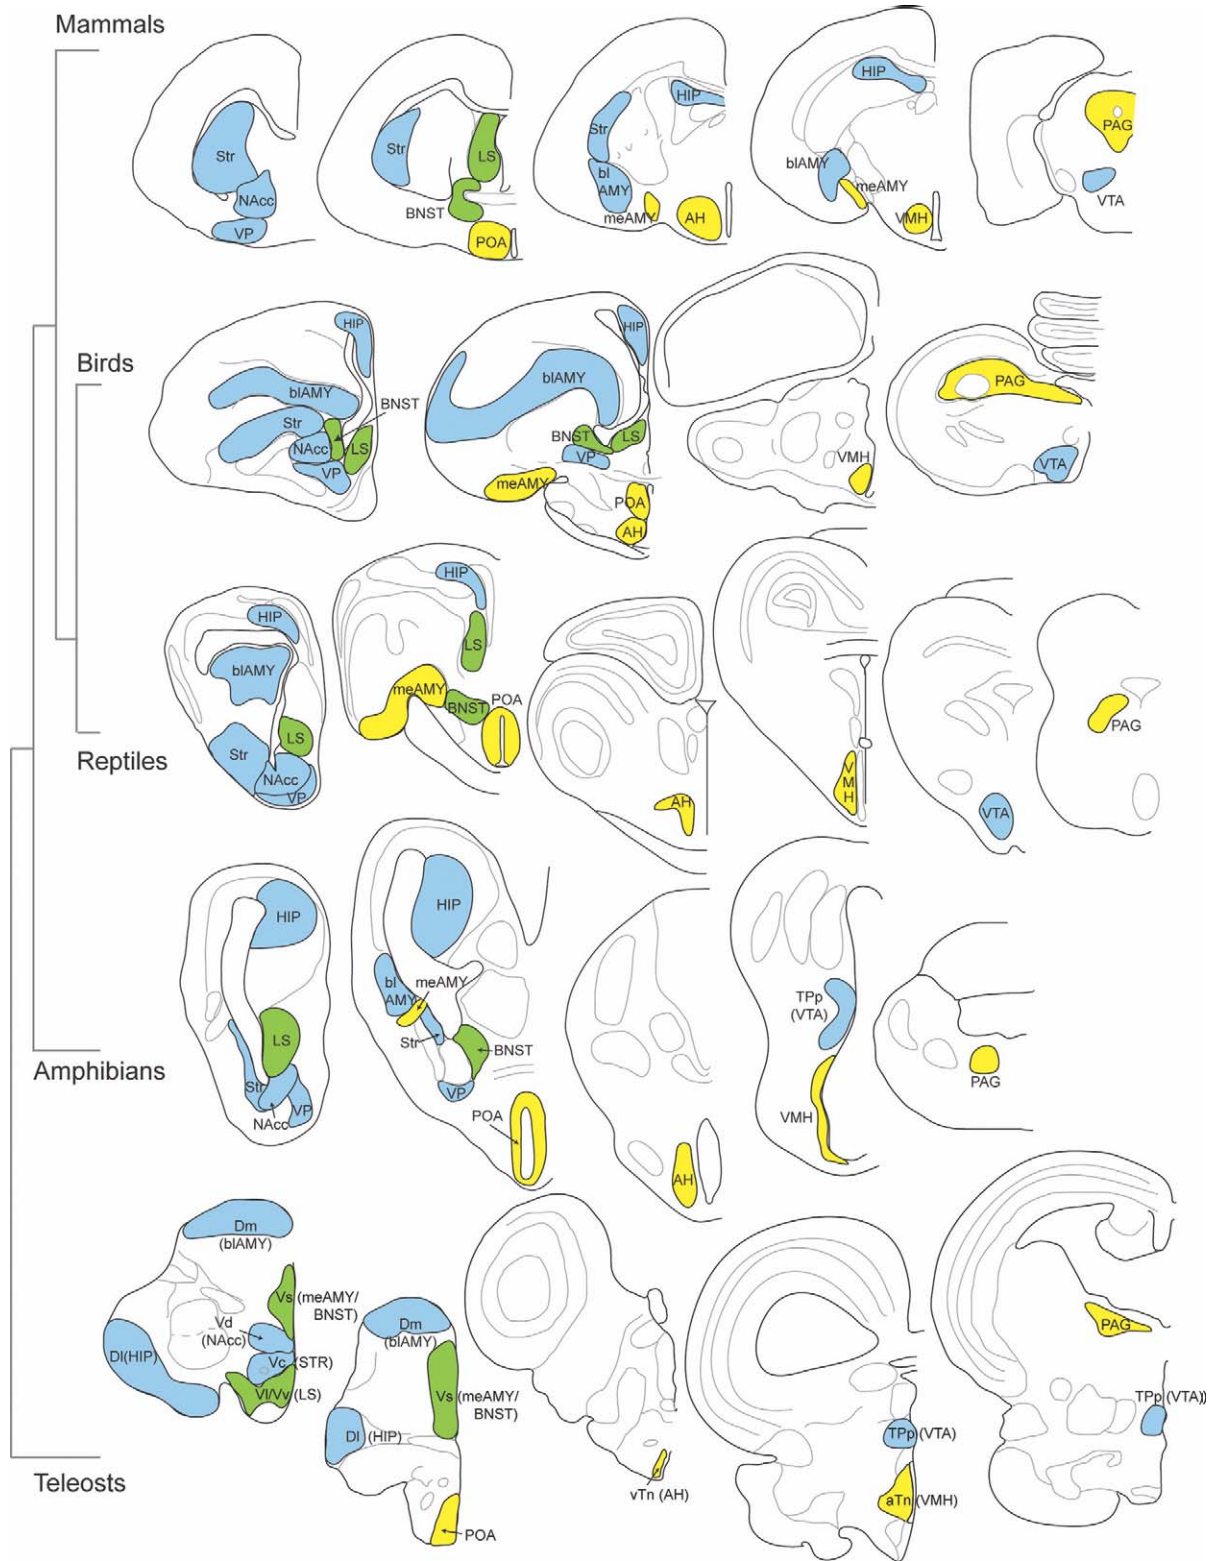 Mammals
Str
NAcc
VP
Str
LS
BNST
POA
Str
HIP
bl
AMY
meAMY
AH
HIP
blAMY
meAMY
VMH
PAG
VTA
Birds
HIP
blAMY
BNST
Str
NAcc
LS
VP
HIP
blAMY
BNST
LS
VP
meAMY
POA
AH
VMH
PAG
VTA
Reptiles
HIP
blAMY
LS
Str
NAcc
VP
HIP
LS
meAMY
BNST
POA
AH
V
M
H
VTA
PAG
Amphibians
HIP
LS
Str
NAcc
VP
HIP
bl
AMY
meAMY
Str
BNST
VP
POA
AH
TPp
(VTA)
VMH
PAG
Teleosts
Dm
(blAMY)
Vs (meAMY/
BNST)
Vd
(NAcc)
Dl(HIP)
Vc (STR)
Vl/Vv (LS)
Dm
(blAMY)
Vs (meAMY/
BNST)
Dl (HIP)
POA
vTn (AH)
TPp (VTA)
aTn (VMH)
PAG
TPp (VTA))